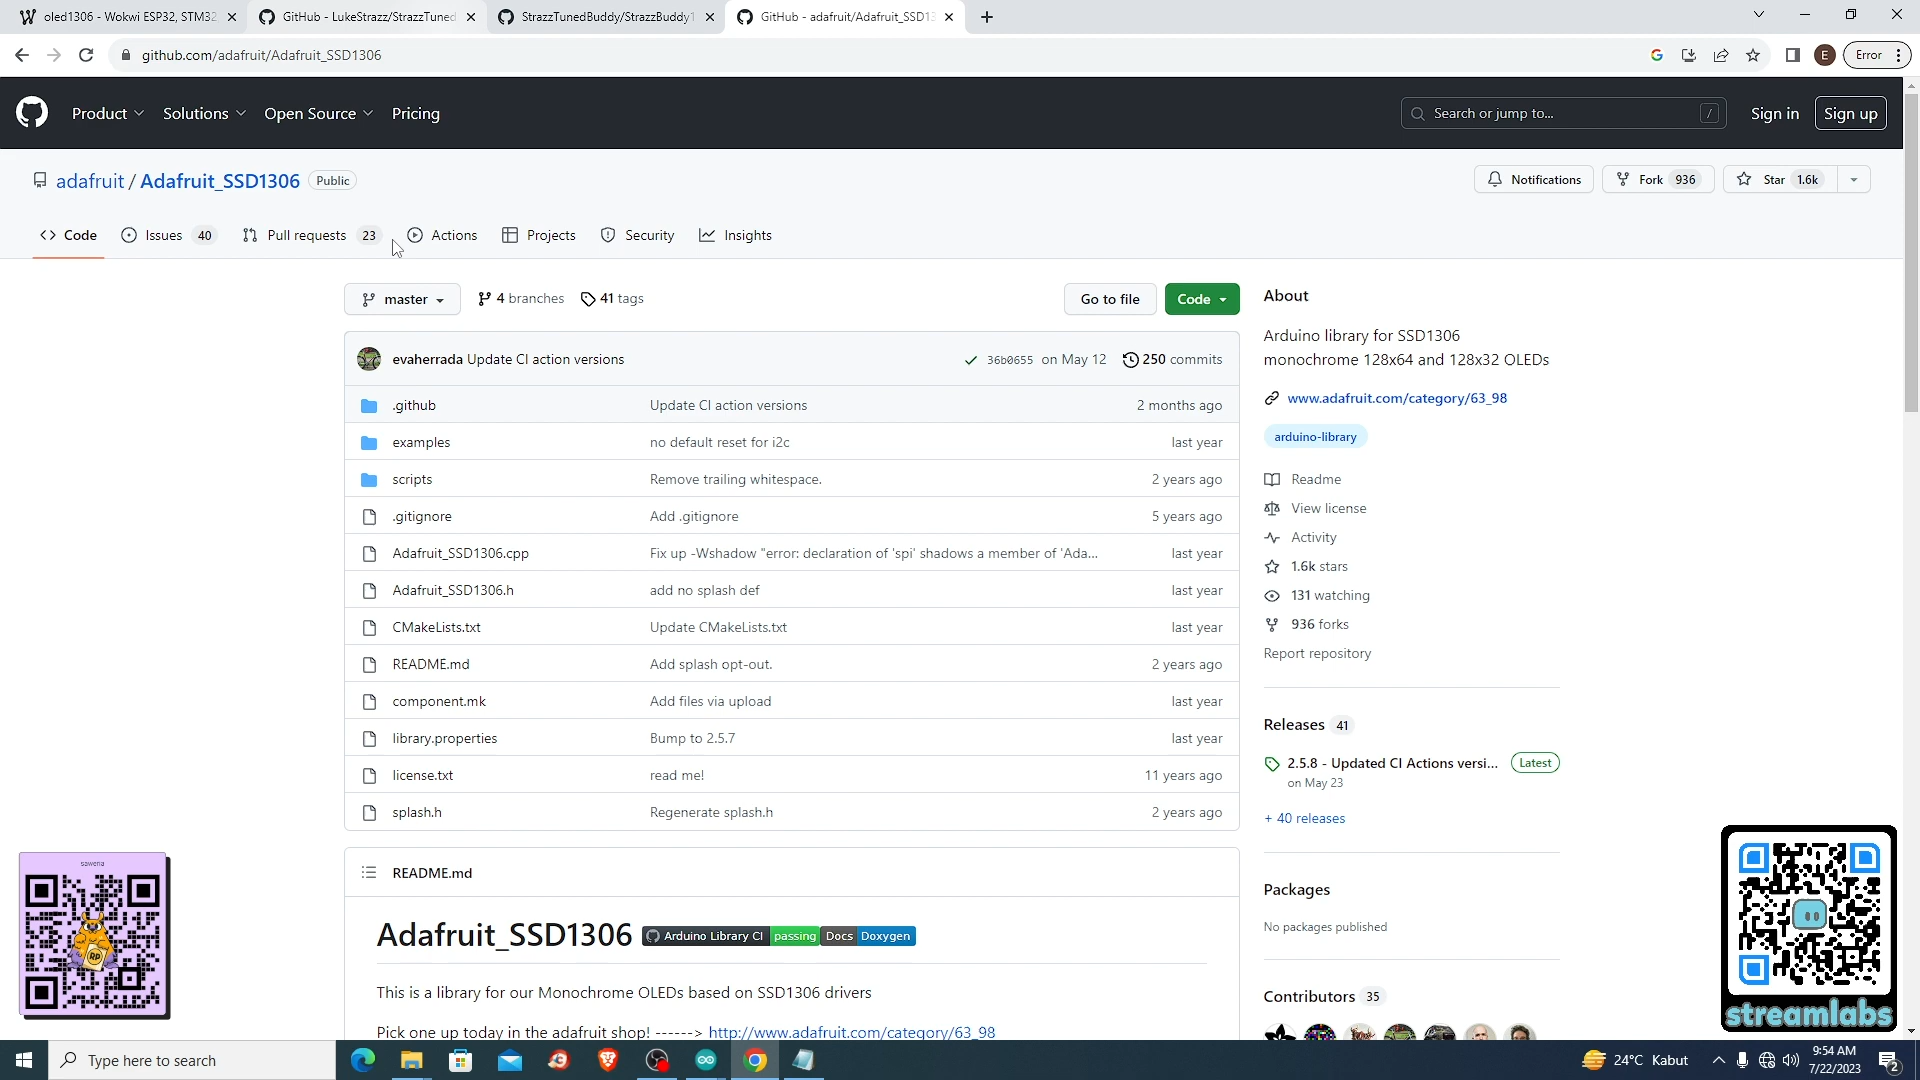 oled1306 - Wokwi ESP32, STM32
GitHub - LukeStrazz/StrazzTuned
StrazzTunedBuddy/StrazzBuddy1
GitHub - adafruit/Adafruit_SSD13
github.com/adafruit/Adafruit_SSD1306
E
Error
Product
Solutions
Open Source
Pricing
Search or jump to...
/
Sign in
Sign up
adafruit / Adafruit_SSD1306
Public
Notifications
Fork 936
Star 1.6k
Code
Issues 40
Pull requests 23
Actions
Projects
Security
Insights
master
4 branches
41 tags
Go to file
Code
evaherrada Update CI action versions
36b0655 on May 12
250 commits
.github Update CI action versions 2 months ago
examples no default reset for i2c last year
scripts Remove trailing whitespace. 2 years ago
.gitignore Add .gitignore 5 years ago
Adafruit_SSD1306.cpp Fix up -Wshadow "error: declaration of 'spi' shadows a member of 'Ada... last year
Adafruit_SSD1306.h add no splash def last year
CMakeLists.txt Update CMakeLists.txt last year
README.md Add splash opt-out. 2 years ago
component.mk Add files via upload last year
library.properties Bump to 2.5.7 last year
license.txt read me! 11 years ago
splash.h Regenerate splash.h 2 years ago
README.md
Adafruit_SSD1306
Arduino Library CI passing
Docs Doxygen
This is a library for our Monochrome OLEDs based on SSD1306 drivers
Pick one up today in the adafruit shop! ------> http://www.adafruit.com/category/63_98
About
Arduino library for SSD1306
monochrome 128x64 and 128x32 OLEDs
www.adafruit.com/category/63_98
arduino-library
Readme
View license
Activity
1.6k stars
131 watching
936 forks
Report repository
Releases 41
2.5.8 - Updated CI Actions versi... Latest
on May 23
+ 40 releases
Packages
No packages published
Contributors 35
saweria
RP
streamlabs
Type here to search
24°C Kabut
9:54 AM
7/22/2023
2